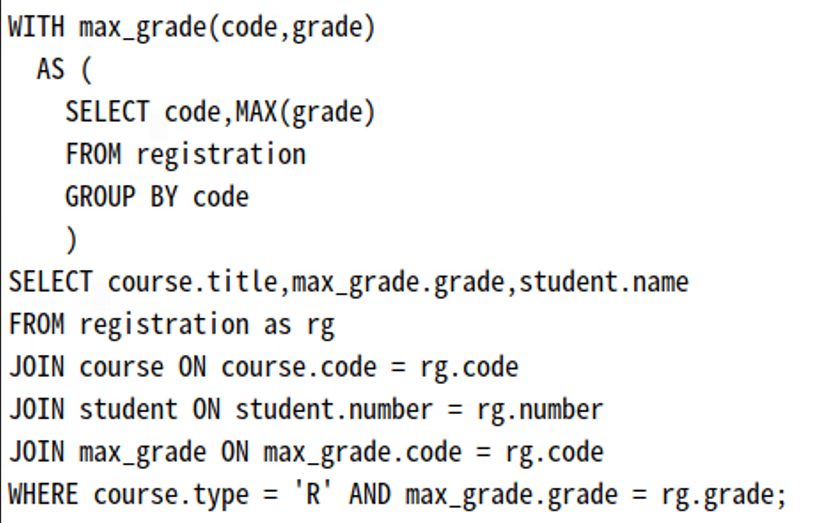 WITH max_grade(code,grade)
  AS (
    SELECT code,MAX(grade)
    FROM registration
    GROUP BY code
    )
SELECT course.title,max_grade.grade,student.name
FROM registration as rg
JOIN course ON course.code = rg.code
JOIN student ON student.number = rg.number
JOIN max_grade ON max_grade.code = rg.code
WHERE course.type = 'R' AND max_grade.grade = rg.grade;